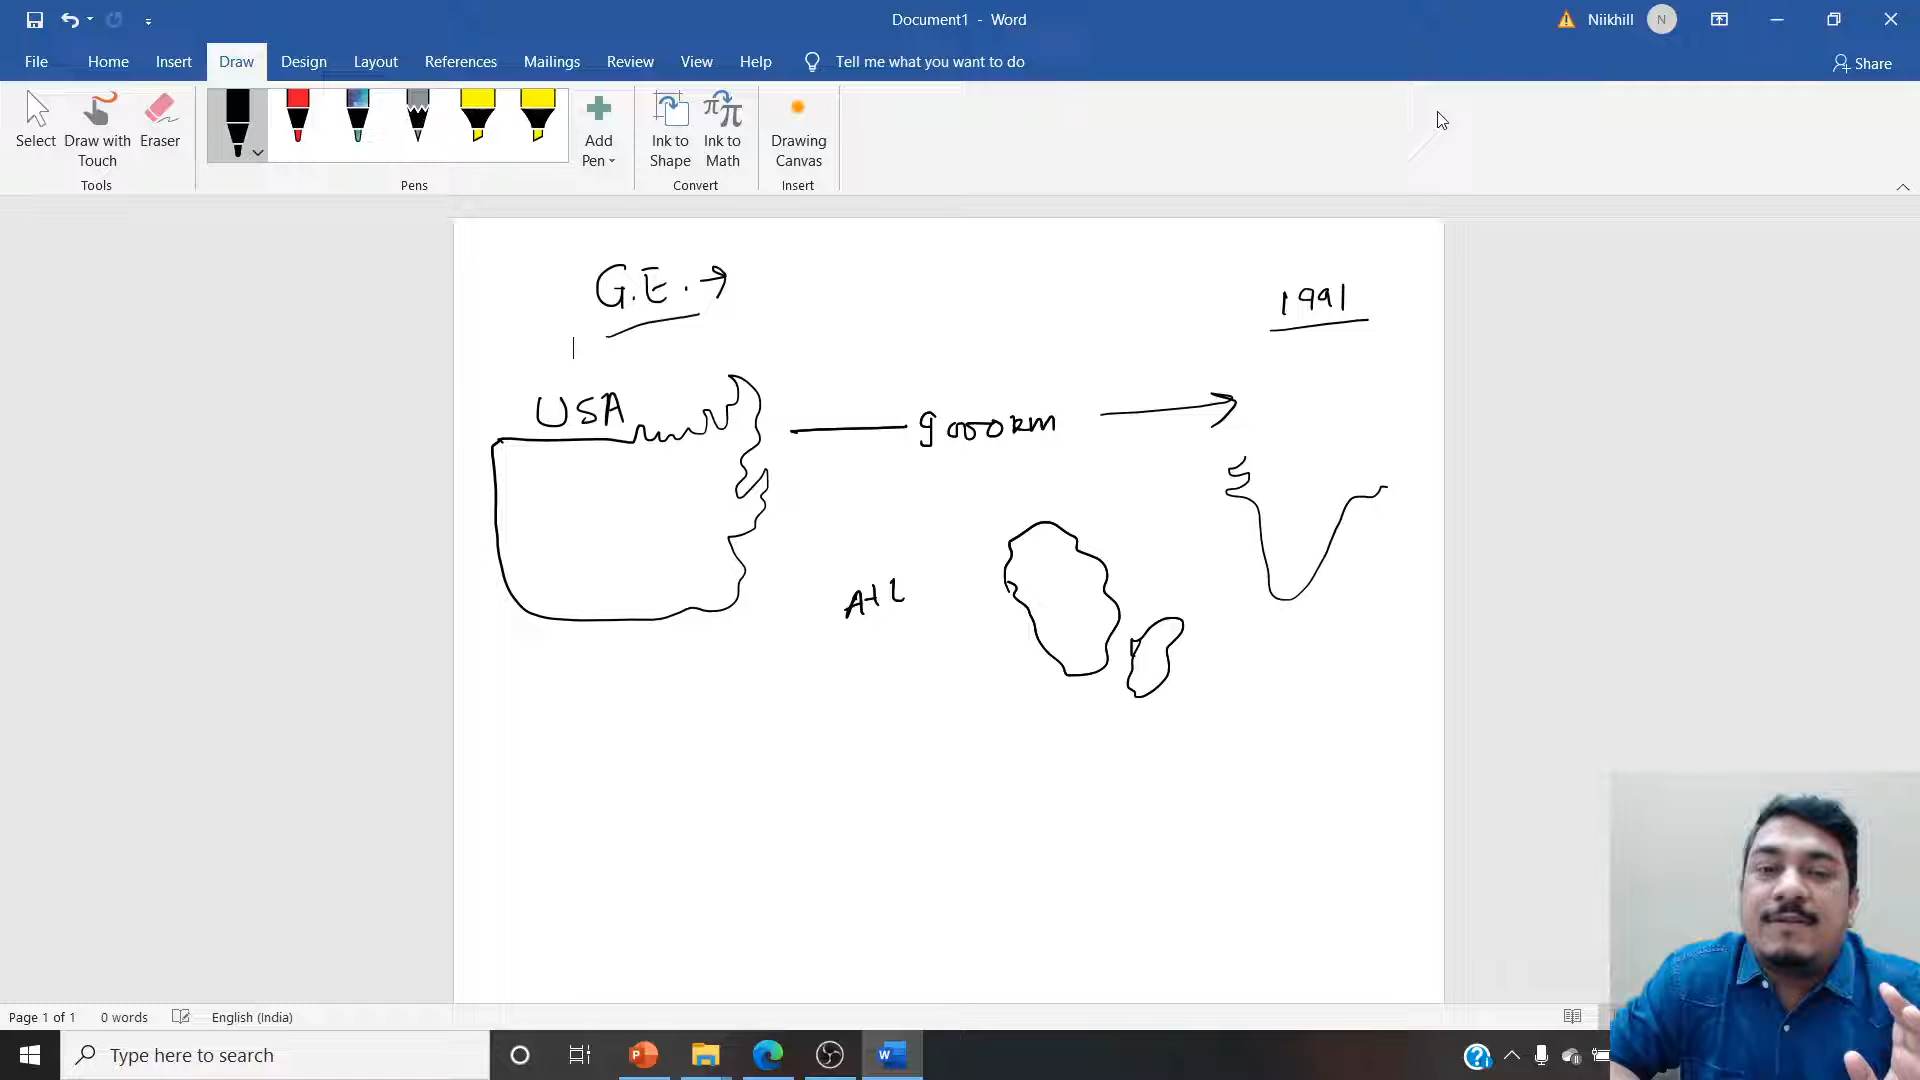 Document1 - Word
Niikhill
N
File Home Insert Draw Design Layout References Mailings Review View Help Tell me what you want to do
Share
Select
Draw with Touch
Eraser
Add Pen
Ink to Shape
Ink to Math
Drawing Canvas
Tools
Pens
Convert
Insert
G.E. →
1991
USA
9000km
Atl
Page 1 of 1 0 words English (India)
Type here to search